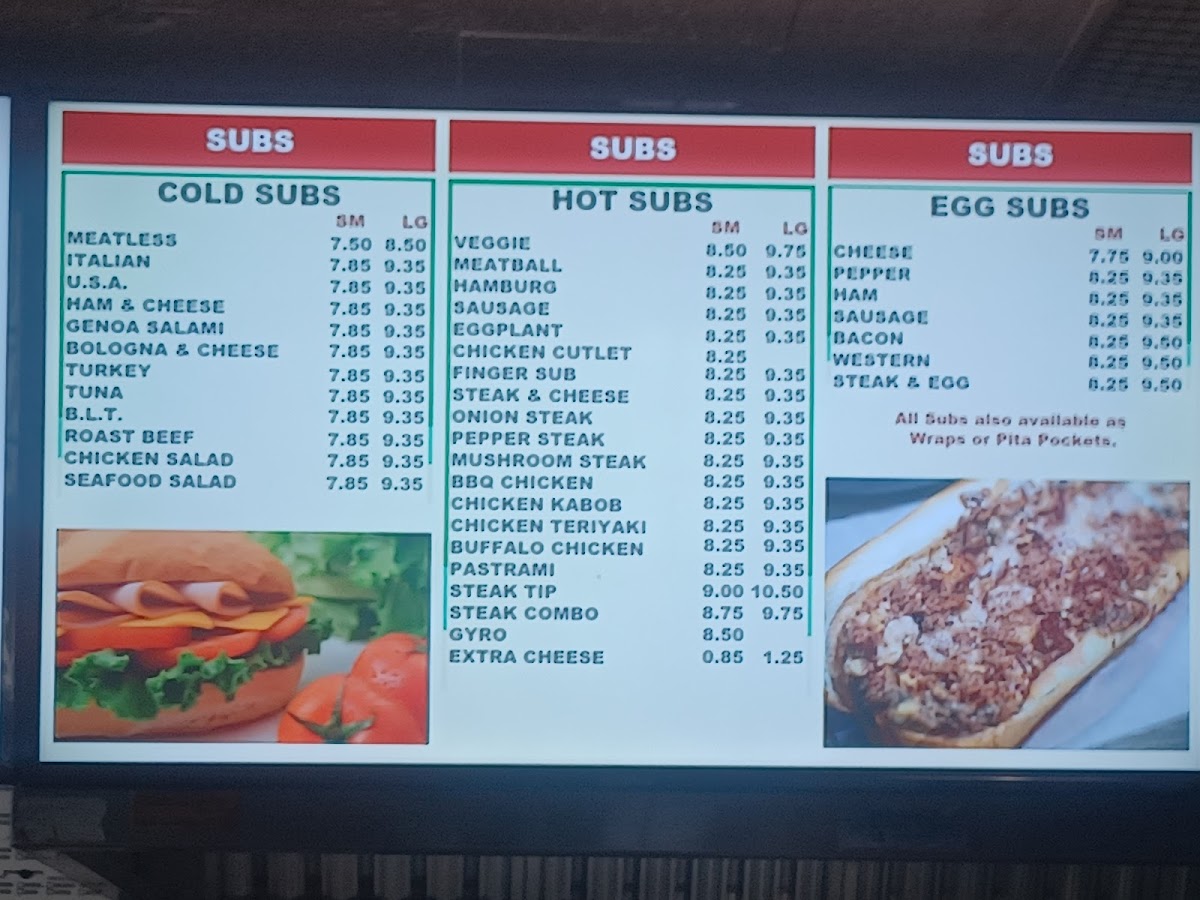 SUBS
COLD SUBS
SM LG
MEATLESS 7.50 8.50
ITALIAN 7.85 9.35
U.S.A. 7.85 9.35
HAM & CHEESE 7.85 9.35
GENOA SALAMI 7.85 9.35
BOLOGNA & CHEESE 7.85 9.35
TURKEY 7.85 9.35
TUNA 7.85 9.35
B.L.T. 7.85 9.35
ROAST BEEF 7.85 9.35
CHICKEN SALAD 7.85 9.35
SEAFOOD SALAD 7.85 9.35
SUBS
HOT SUBS
SM LG
VEGGIE 8.50 9.75
MEATBALL 8.25 9.35
HAMBURG 8.25 9.35
SAUSAGE 8.25 9.35
EGGPLANT 8.25 9.35
CHICKEN CUTLET 8.25
FINGER SUB 8.25 9.35
STEAK & CHEESE 8.25 9.35
ONION STEAK 8.25 9.35
PEPPER STEAK 8.25 9.35
MUSHROOM STEAK 8.25 9.35
BBQ CHICKEN 8.25 9.35
CHICKEN KABOB 8.25 9.35
CHICKEN TERIYAKI 8.25 9.35
BUFFALO CHICKEN 8.25 9.35
PASTRAMI 8.25 9.35
STEAK TIP 9.00 10.50
STEAK COMBO 8.75 9.75
GYRO 8.50
EXTRA CHEESE 0.85 1.25
SUBS
EGG SUBS
SM LG
CHEESE 7.75 9.00
PEPPER 8.25 9.35
HAM 8.25 9.35
SAUSAGE 8.25 9.35
BACON 8.25 9.50
WESTERN 8.25 9.50
STEAK & EGG 8.25 9.50
All Subs also available as
Wraps or Pita Pockets.